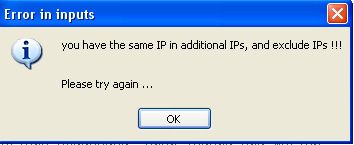 Error in inputs
you have the same IP in additional IPs, and exclude IPs !!!
Please try again ...
OK